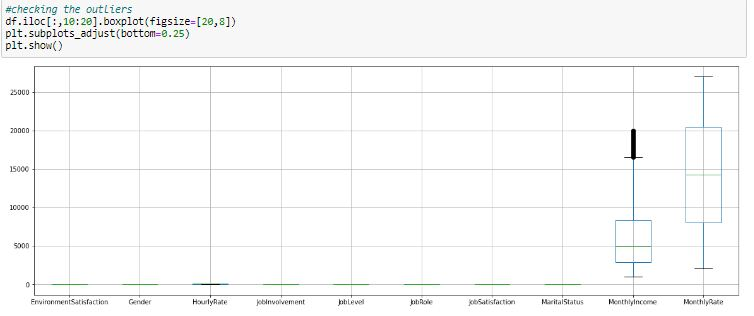 #checking the outliers
df.iloc[:,10:20].boxplot(figsize=[20,8])
plt.subplots_adjust(bottom=0.25)
plt.show()
25000
20000
15000
10000
5000
0
EnvironmentSatisfaction Gender HourlyRate JobInvolvement JobLevel JobRole JobSatisfaction MaritalStatus MonthlyIncome MonthlyRate